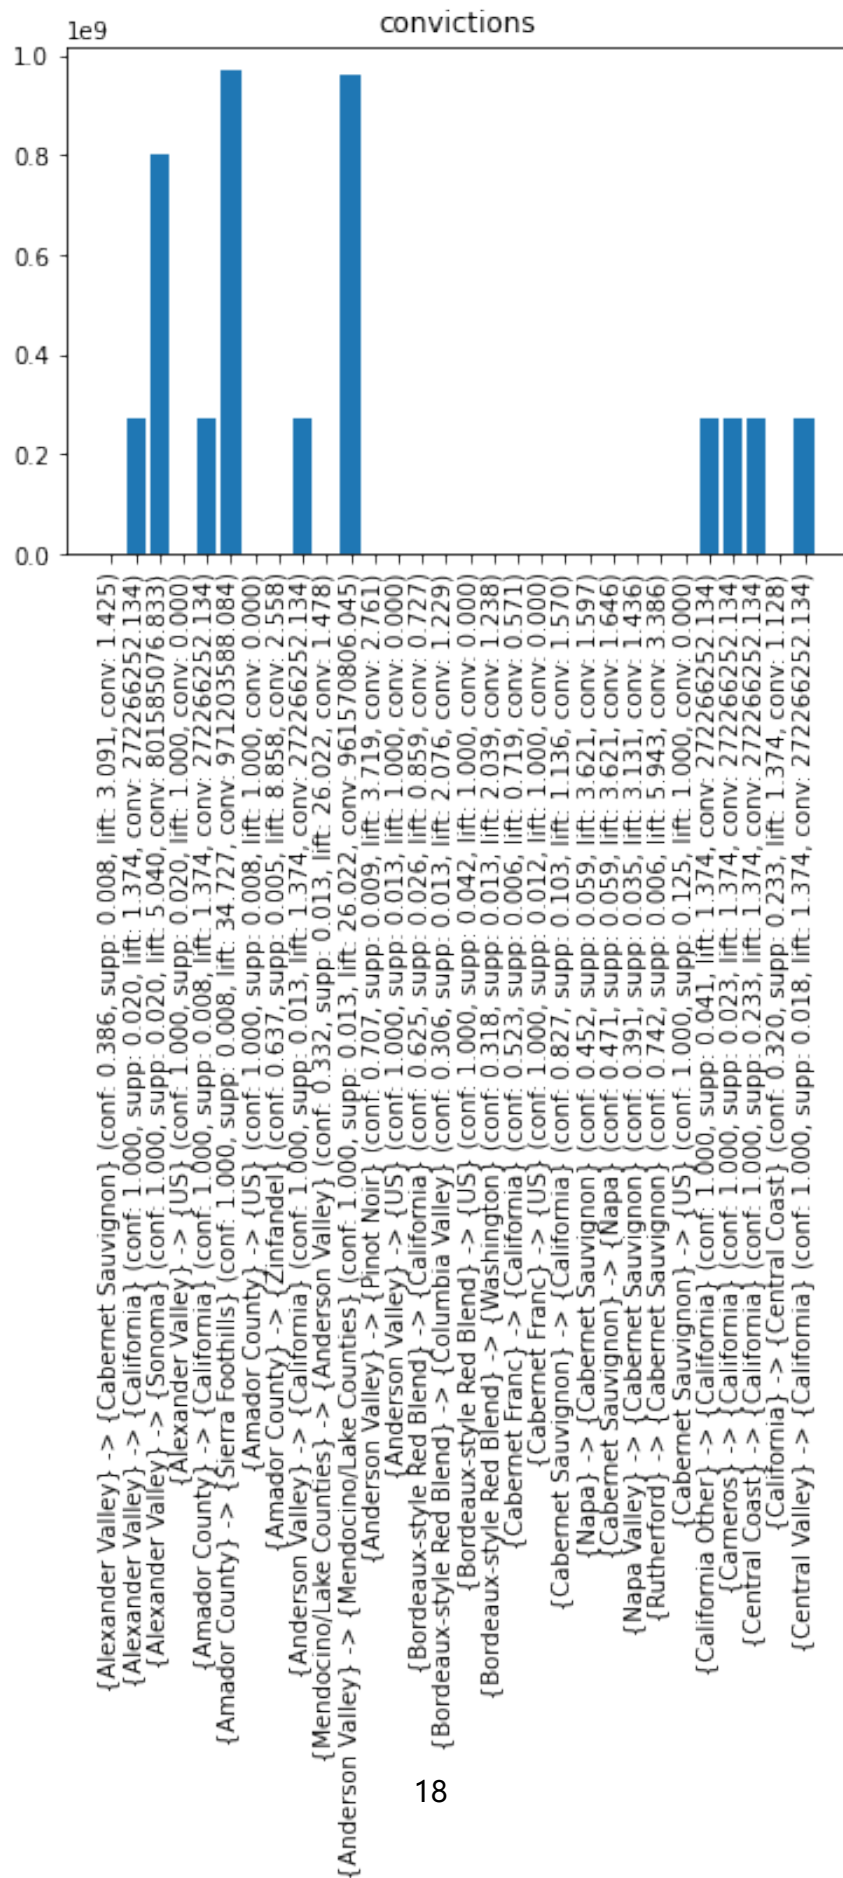 convictions
1e9
1.0
0.8
0.6
0.4
0.2
0.0
{Alexander Valley} -> {Cabernet Sauvignon} (conf: 0.386, supp: 0.008, lift: 3.091, conv: 1.425)
{Alexander Valley} -> {California} (conf: 1.000, supp: 0.020, lift: 1.374, conv: 272266252.134)
{Alexander Valley} -> {Sonoma} (conf: 1.000, supp: 0.020, lift: 5.040, conv: 801585076.833)
{Alexander Valley} -> {US} (conf: 1.000, supp: 0.020, lift: 1.000, conv: 0.000)
{Amador County} -> {California} (conf: 1.000, supp: 0.008, lift: 1.374, conv: 272266252.134)
{Amador County} -> {Sierra Foothills} (conf: 1.000, supp: 0.008, lift: 34.727, conv: 971203588.084)
{Amador County} -> {US} (conf: 1.000, supp: 0.008, lift: 1.000, conv: 0.000)
{Amador County} -> {Zinfandel} (conf: 0.637, supp: 0.005, lift: 8.858, conv: 2.558)
{Anderson Valley} -> {California} (conf: 1.000, supp: 0.013, lift: 1.374, conv: 272266252.134)
{Mendocino/Lake Counties} -> {Anderson Valley} (conf: 0.332, supp: 0.013, lift: 26.022, conv: 1.478)
{Anderson Valley} -> {Mendocino/Lake Counties} (conf: 1.000, supp: 0.013, lift: 26.022, conv: 961570806.045)
{Anderson Valley} -> {Pinot Noir} (conf: 0.707, supp: 0.009, lift: 3.719, conv: 2.761)
{Anderson Valley} -> {US} (conf: 1.000, supp: 0.013, lift: 1.000, conv: 0.000)
{Bordeaux-style Red Blend} -> {California} (conf: 0.625, supp: 0.026, lift: 0.859, conv: 0.727)
{Bordeaux-style Red Blend} -> {Columbia Valley} (conf: 0.306, supp: 0.013, lift: 2.076, conv: 1.229)
{Bordeaux-style Red Blend} -> {US} (conf: 1.000, supp: 0.042, lift: 1.000, conv: 0.000)
{Bordeaux-style Red Blend} -> {Washington} (conf: 0.318, supp: 0.013, lift: 2.039, conv: 1.238)
{Cabernet Franc} -> {California} (conf: 0.523, supp: 0.006, lift: 0.719, conv: 0.571)
{Cabernet Franc} -> {US} (conf: 1.000, supp: 0.012, lift: 1.000, conv: 0.000)
{Cabernet Sauvignon} -> {California} (conf: 0.827, supp: 0.103, lift: 1.136, conv: 1.570)
{Napa} -> {Cabernet Sauvignon} (conf: 0.452, supp: 0.059, lift: 3.621, conv: 1.597)
{Cabernet Sauvignon} -> {Napa} (conf: 0.471, supp: 0.059, lift: 3.621, conv: 1.646)
{Napa Valley} -> {Cabernet Sauvignon} (conf: 0.391, supp: 0.035, lift: 3.131, conv: 1.436)
{Rutherford} -> {Cabernet Sauvignon} (conf: 0.742, supp: 0.006, lift: 5.943, conv: 3.386)
{Cabernet Sauvignon} -> {US} (conf: 1.000, supp: 0.125, lift: 1.000, conv: 0.000)
{California Other} -> {California} (conf: 1.000, supp: 0.041, lift: 1.374, conv: 272266252.134)
{Carneros} -> {California} (conf: 1.000, supp: 0.023, lift: 1.374, conv: 272266252.134)
{Central Coast} -> {California} (conf: 1.000, supp: 0.233, lift: 1.374, conv: 272266252.134)
{California} -> {Central Coast} (conf: 0.320, supp: 0.233, lift: 1.374, conv: 1.128)
{Central Valley} -> {California} (conf: 1.000, supp: 0.018, lift: 1.374, conv: 272266252.134)
18